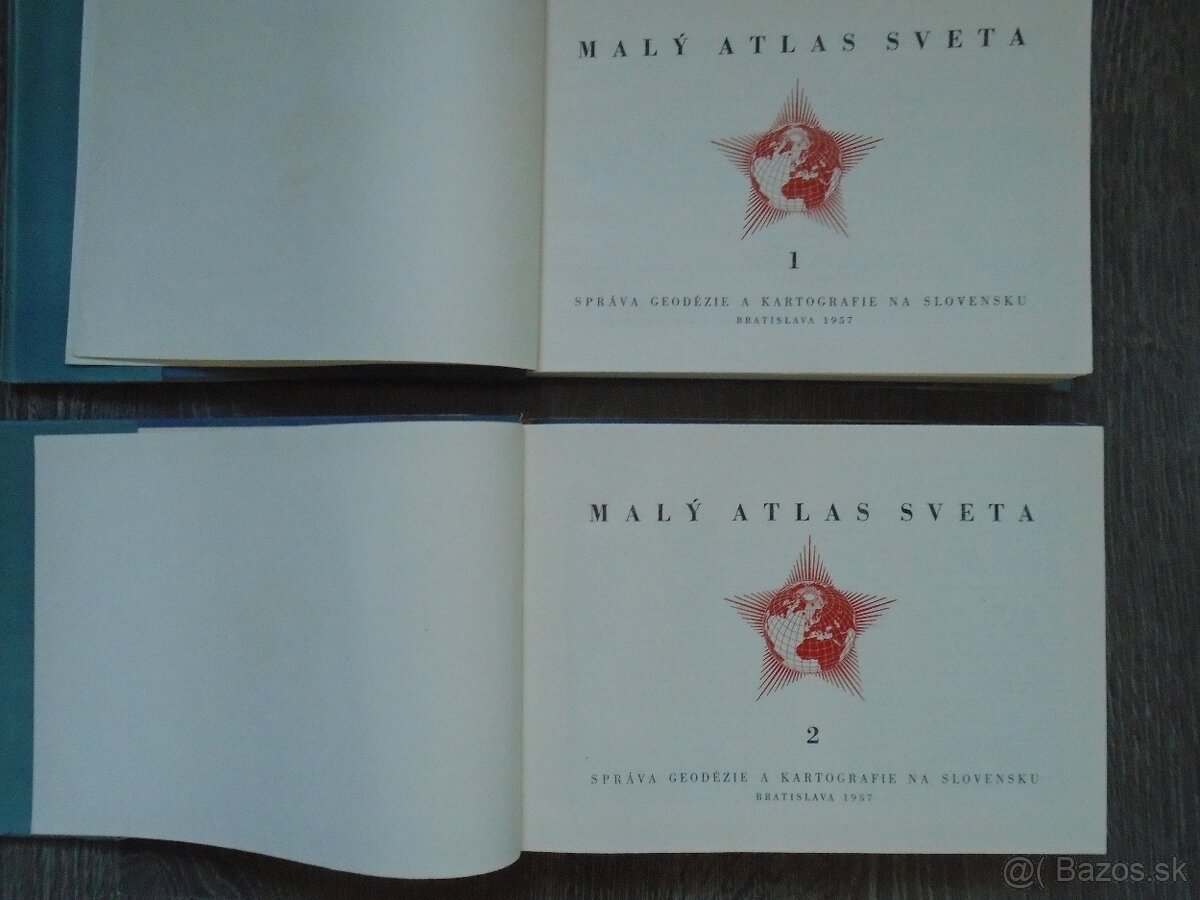 MALÝ ATLAS SVETA
1
SPRÁVA GEODÉZIE A KARTOGRAFIE NA SLOVENSKU
BRATISLAVA 1957
MALÝ ATLAS SVETA
2
SPRÁVA GEODÉZIE A KARTOGRAFIE NA SLOVENSKU
BRATISLAVA 1957
@( Bazos.sk